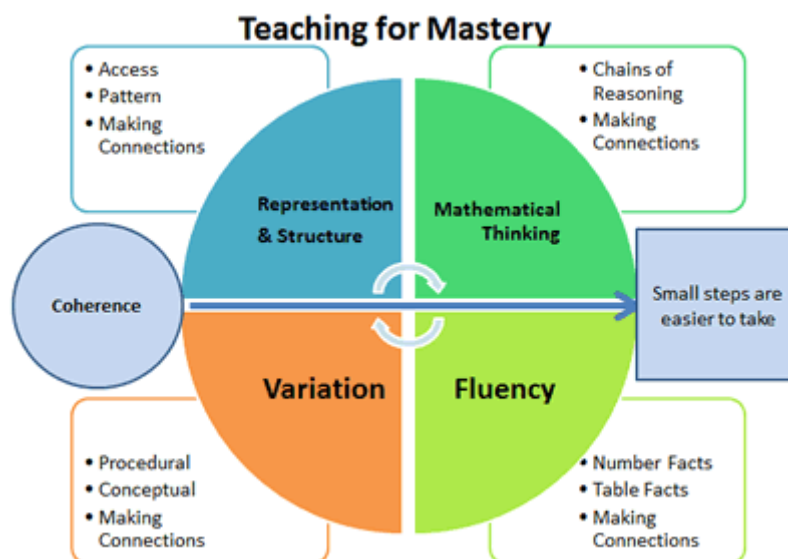 Teaching for Mastery
• Access
• Pattern
• Making
Connections
• Chains of
Reasoning
• Making
Connections
Representation
& Structure
Mathematical
Thinking
Coherence
Small steps are
easier to take
Variation
Fluency
• Procedural
• Conceptual
• Making
Connections
• Number Facts
• Table Facts
• Making
Connections